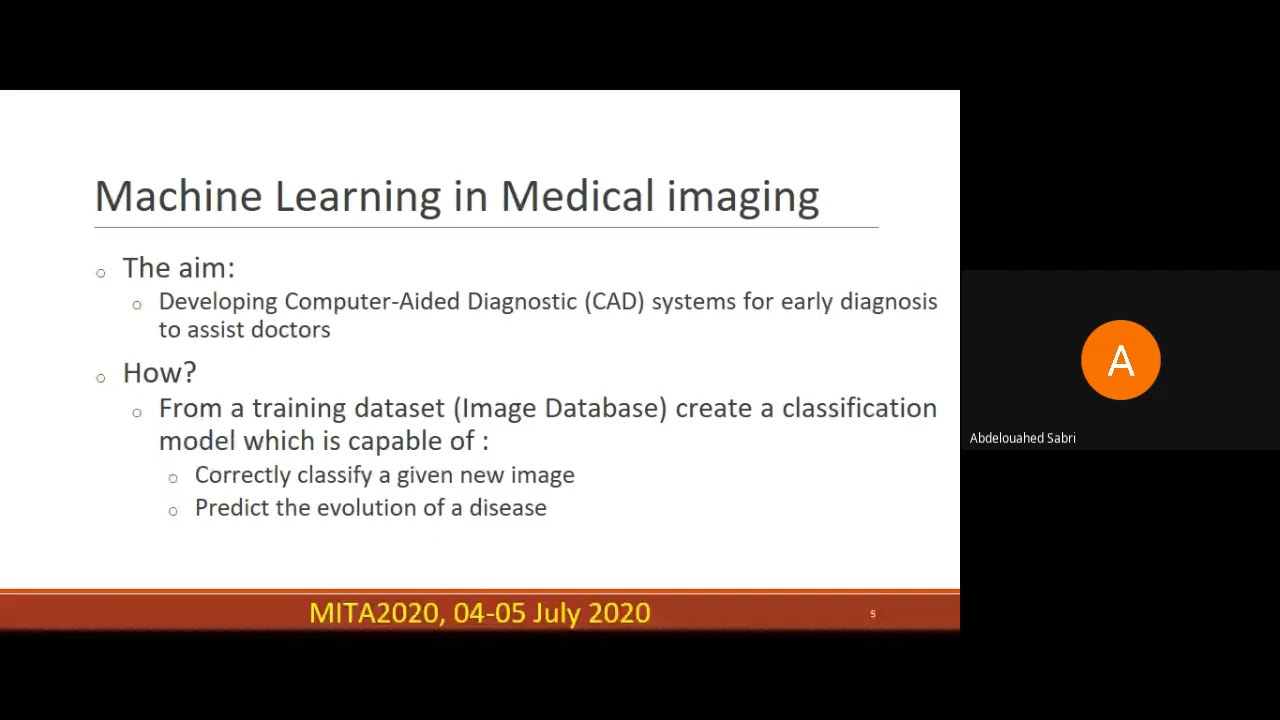 Machine Learning in Medical imaging
The aim:
Developing Computer-Aided Diagnostic (CAD) systems for early diagnosis
to assist doctors
How?
From a training dataset (Image Database) create a classification
model which is capable of :
Correctly classify a given new image
Predict the evolution of a disease
MITA2020, 04-05 July 2020
5
A
Abdelouahed Sabri